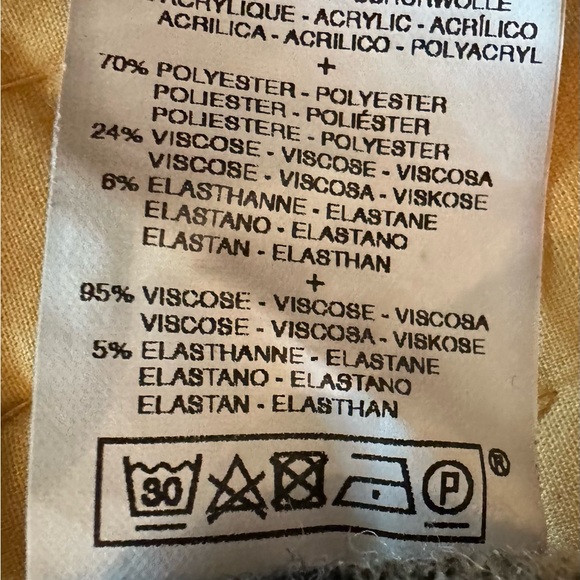 ACRYLIQUE - ACRYLIC - ACRÍLICO
ACRILICA - ACRILICO - POLYACRYL
+
70% POLYESTER - POLYESTER
POLIESTER - POLIÉSTER
POLIESTERE - POLYESTER
24% VISCOSE - VISCOSE - VISCOSA
VISCOSE - VISCOSA - VISKOSE
6% ELASTHANNE - ELASTANE
ELASTANO - ELASTANO
ELASTAN - ELASTHAN
+
95% VISCOSE - VISCOSE - VISCOSA
VISCOSE - VISCOSA - VISKOSE
5% ELASTHANNE - ELASTANE
ELASTANO - ELASTANO
ELASTAN - ELASTHAN
30 P ®